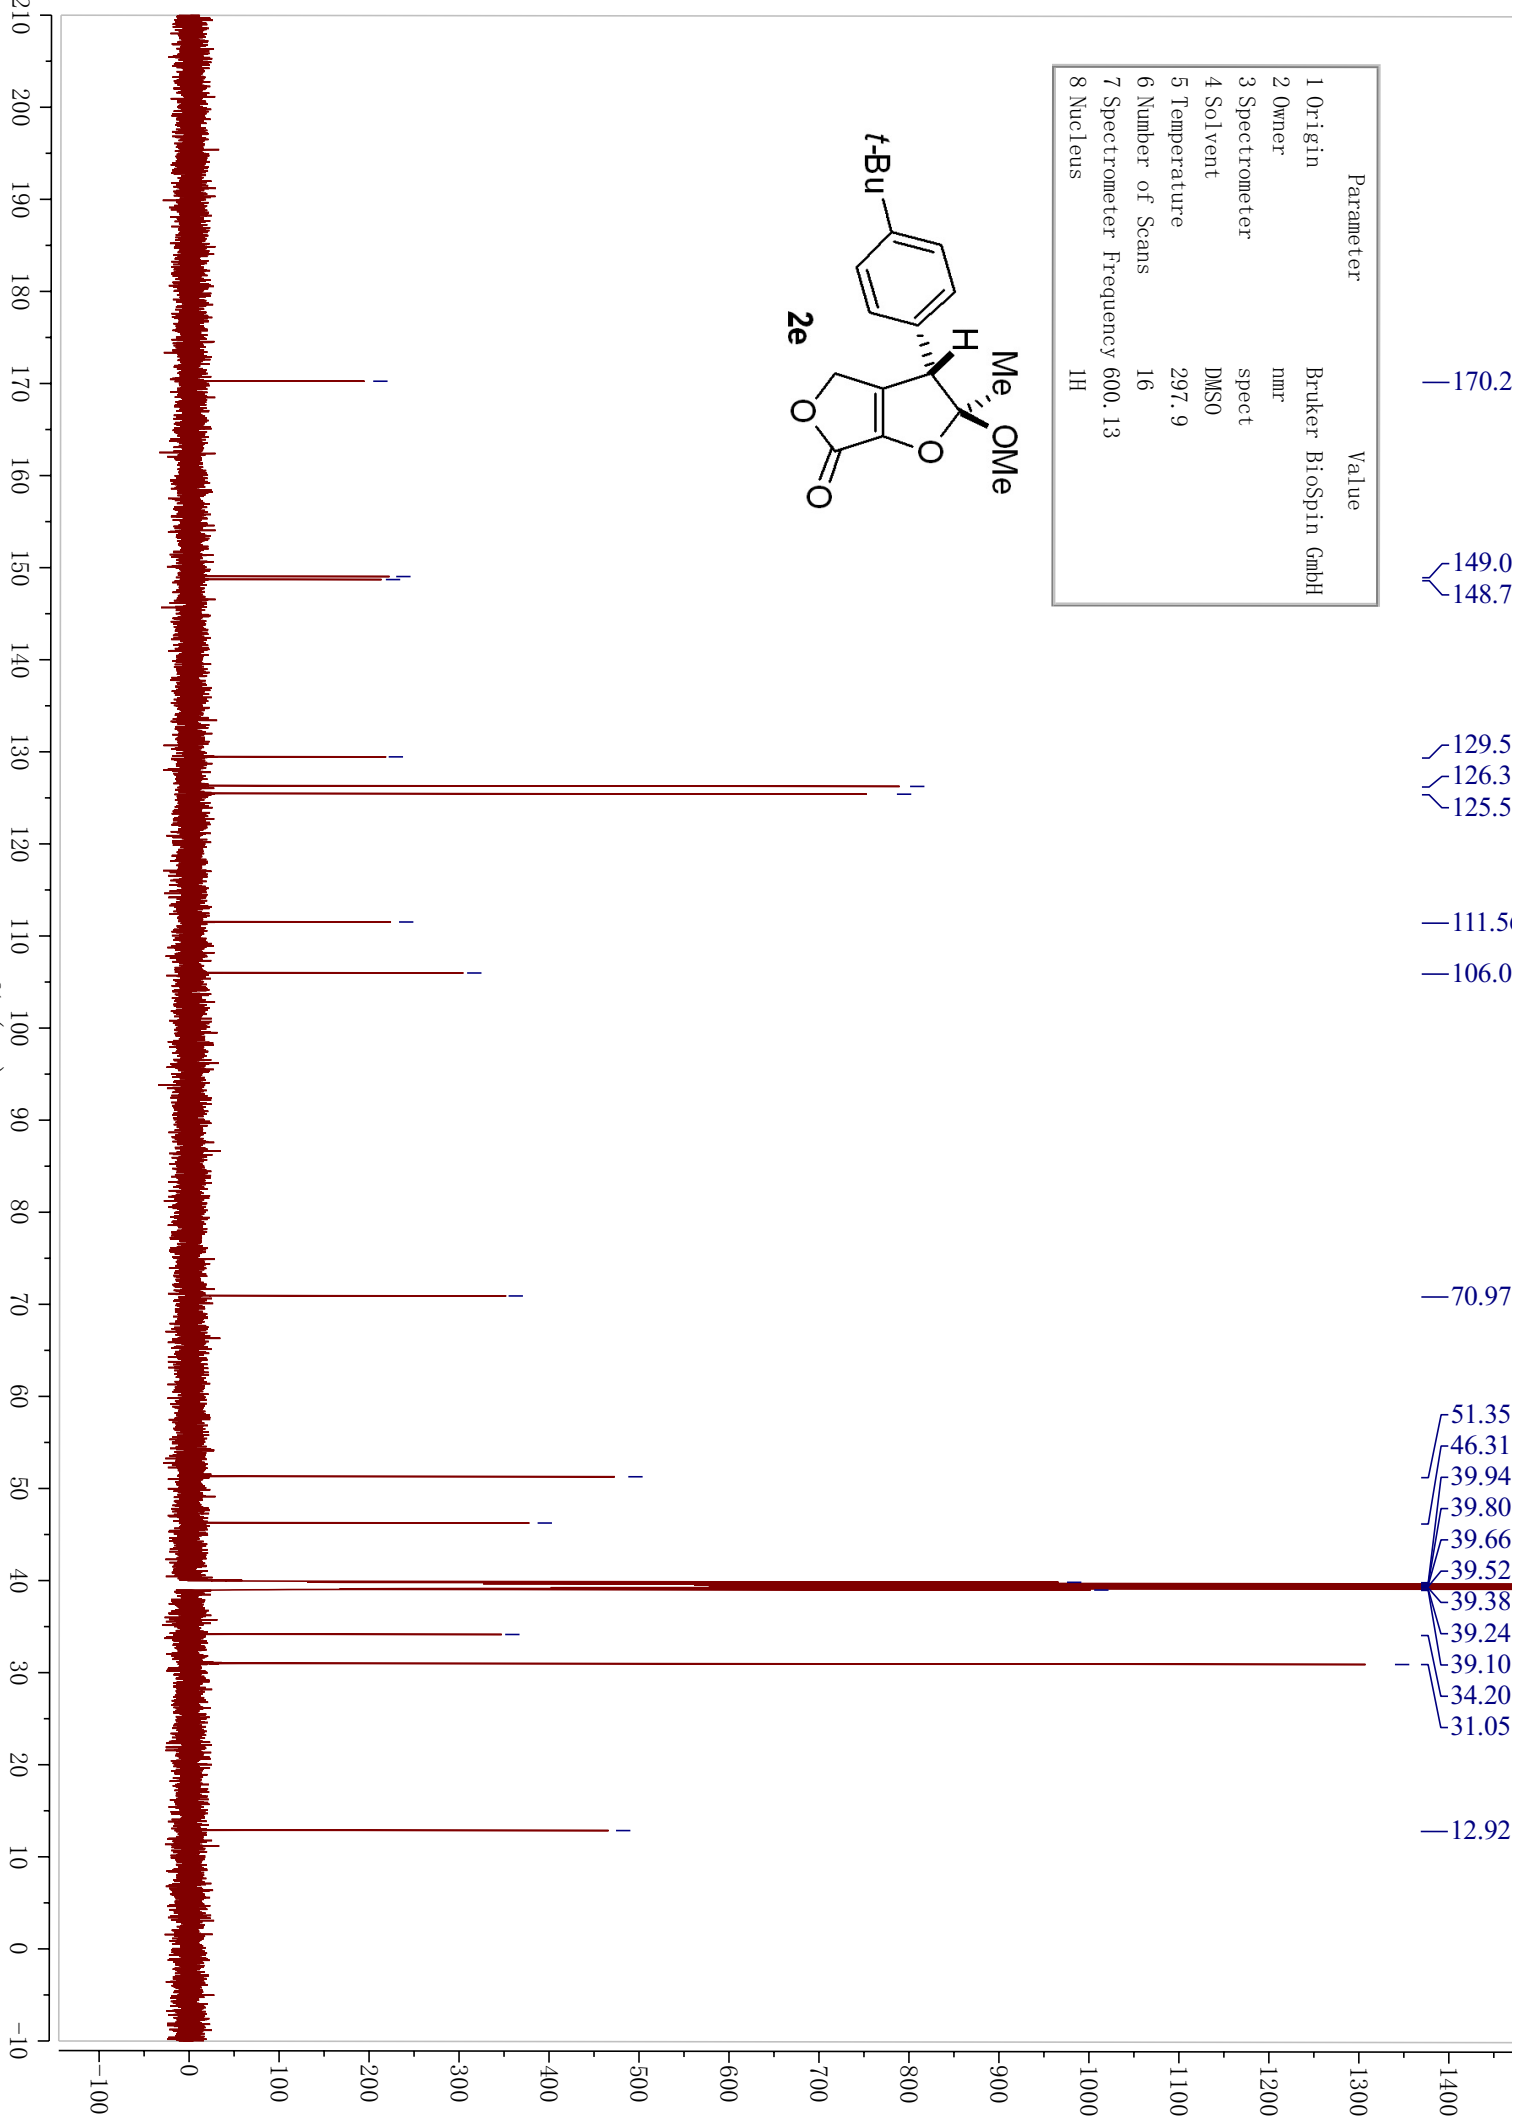 Parameter Value
1 Origin Bruker BioSpin GmbH
2 Owner nmr
3 Spectrometer spect
4 Solvent DMSO
5 Temperature 297.9
6 Number of Scans 16
7 Spectrometer Frequency 600.13
8 Nucleus 1H
170.2
149.0
148.7
129.5
126.3
125.5
111.5
106.0
70.97
51.35
46.31
39.94
39.80
39.66
39.52
39.38
39.24
39.10
34.20
31.05
12.92
Me OMe
H
t-Bu
O
O
O
2e
1400
1300
1200
1100
1000
900
800
700
600
500
400
300
200
100
0
-100
210 200 190 180 170 160 150 140 130 120 110 100 90 80 70 60 50 40 30 20 10 0 -10